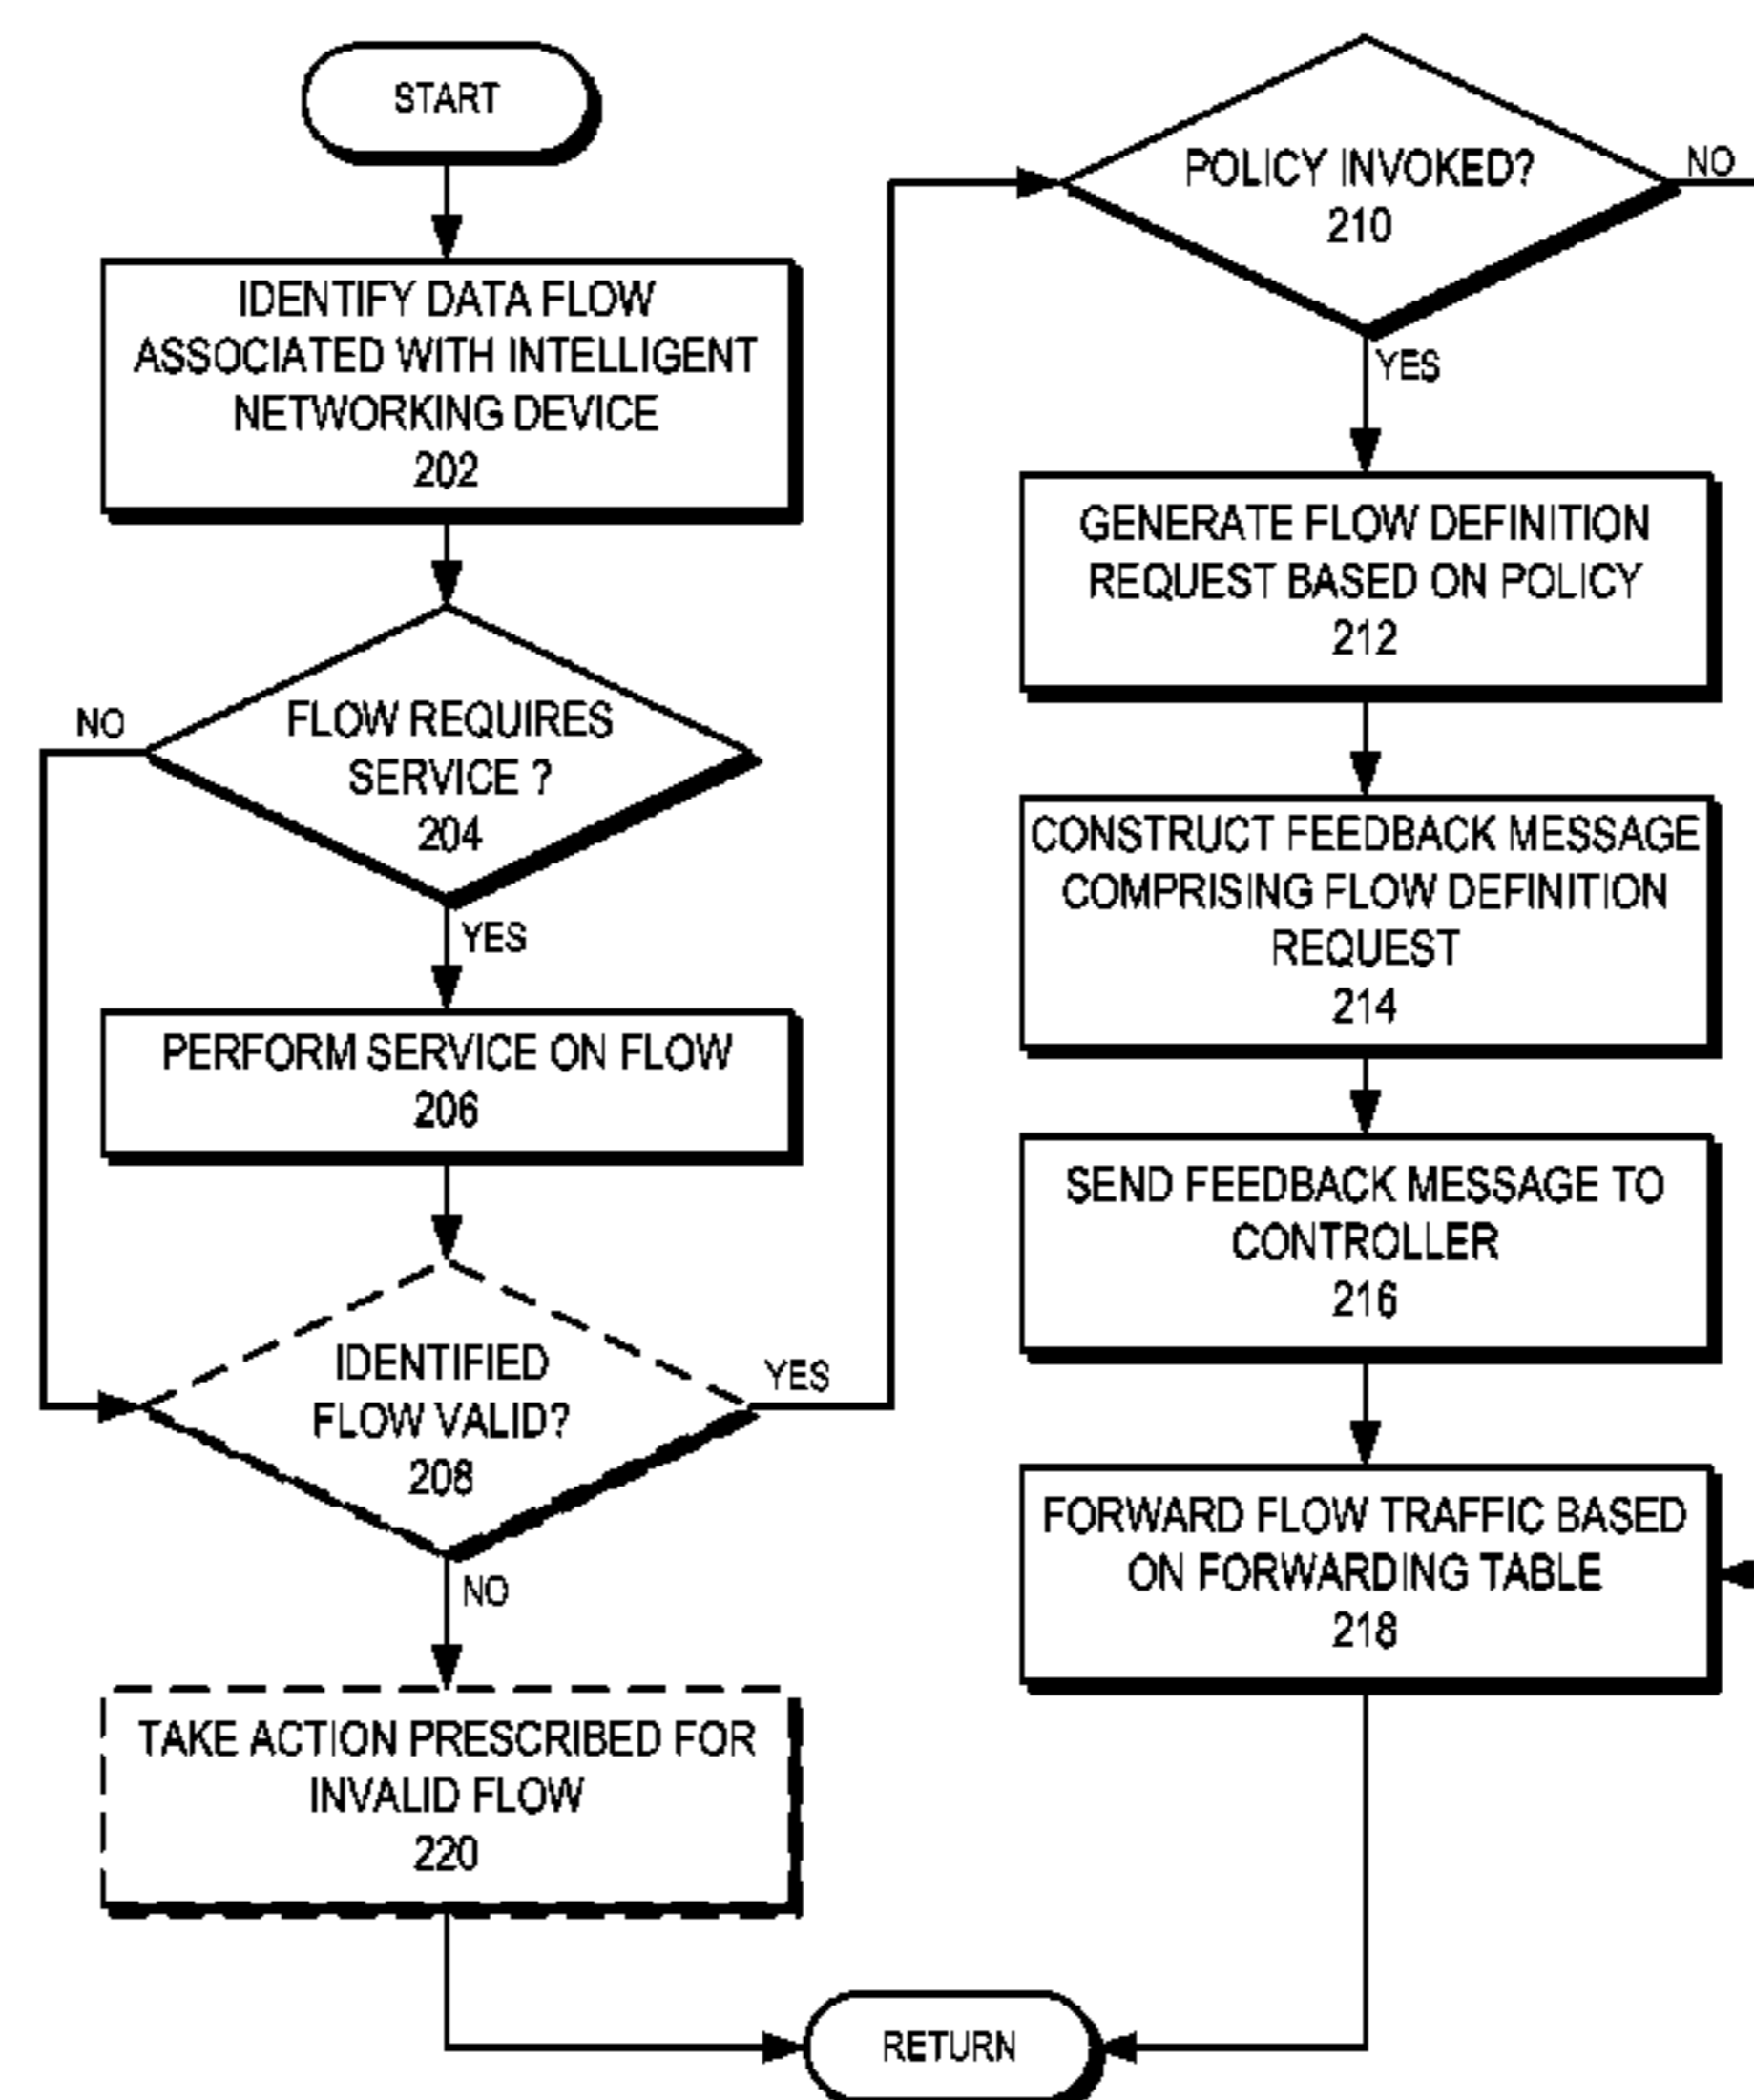 START
IDENTIFY DATA FLOW
ASSOCIATED WITH INTELLIGENT
NETWORKING DEVICE
202
FLOW REQUIRES
SERVICE ?
204
NO
YES
PERFORM SERVICE ON FLOW
206
IDENTIFIED
FLOW VALID?
208
YES
NO
TAKE ACTION PRESCRIBED FOR
INVALID FLOW
220
POLICY INVOKED?
210
NO
YES
GENERATE FLOW DEFINITION
REQUEST BASED ON POLICY
212
CONSTRUCT FEEDBACK MESSAGE
COMPRISING FLOW DEFINITION
REQUEST
214
SEND FEEDBACK MESSAGE TO
CONTROLLER
216
FORWARD FLOW TRAFFIC BASED
ON FORWARDING TABLE
218
RETURN